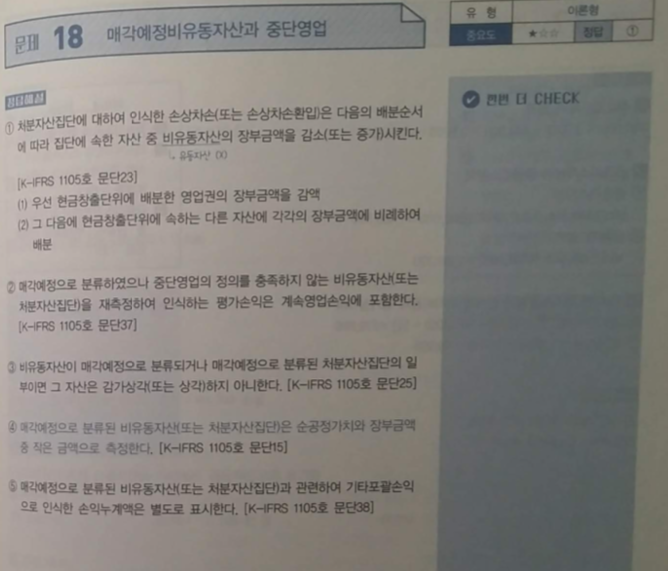 문제 18 매각예정비유동자산과 중단영업
유 형 이론형
중요도 ★☆☆ 정답 ①
정답해설
✔ 한번 더 CHECK
① 처분자산집단에 대하여 인식한 손상차손(또는 손상차손환입)은 다음의 배분순서
에 따라 집단에 속한 자산 중 비유동자산의 장부금액을 감소(또는 증가)시킨다.
유동자산 (X)
[K-IFRS 1105호 문단23]
(1) 우선 현금창출단위에 배분한 영업권의 장부금액을 감액
(2) 그 다음에 현금창출단위에 속하는 다른 자산에 각각의 장부금액에 비례하여
배분
② 매각예정으로 분류하였으나 중단영업의 정의를 충족하지 않는 비유동자산(또는
처분자산집단)을 재측정하여 인식하는 평가손익은 계속영업손익에 포함한다.
[K-IFRS 1105호 문단37]
③ 비유동자산이 매각예정으로 분류되거나 매각예정으로 분류된 처분자산집단의 일
부이면 그 자산은 감가상각(또는 상각)하지 아니한다. [K-IFRS 1105호 문단25]
④ 매각예정으로 분류된 비유동자산(또는 처분자산집단)은 순공정가치와 장부금액
중 작은 금액으로 측정한다. [K-IFRS 1105호 문단15]
⑤ 매각예정으로 분류된 비유동자산(또는 처분자산집단)과 관련하여 기타포괄손익
으로 인식한 손익누계액은 별도로 표시한다. [K-IFRS 1105호 문단38]